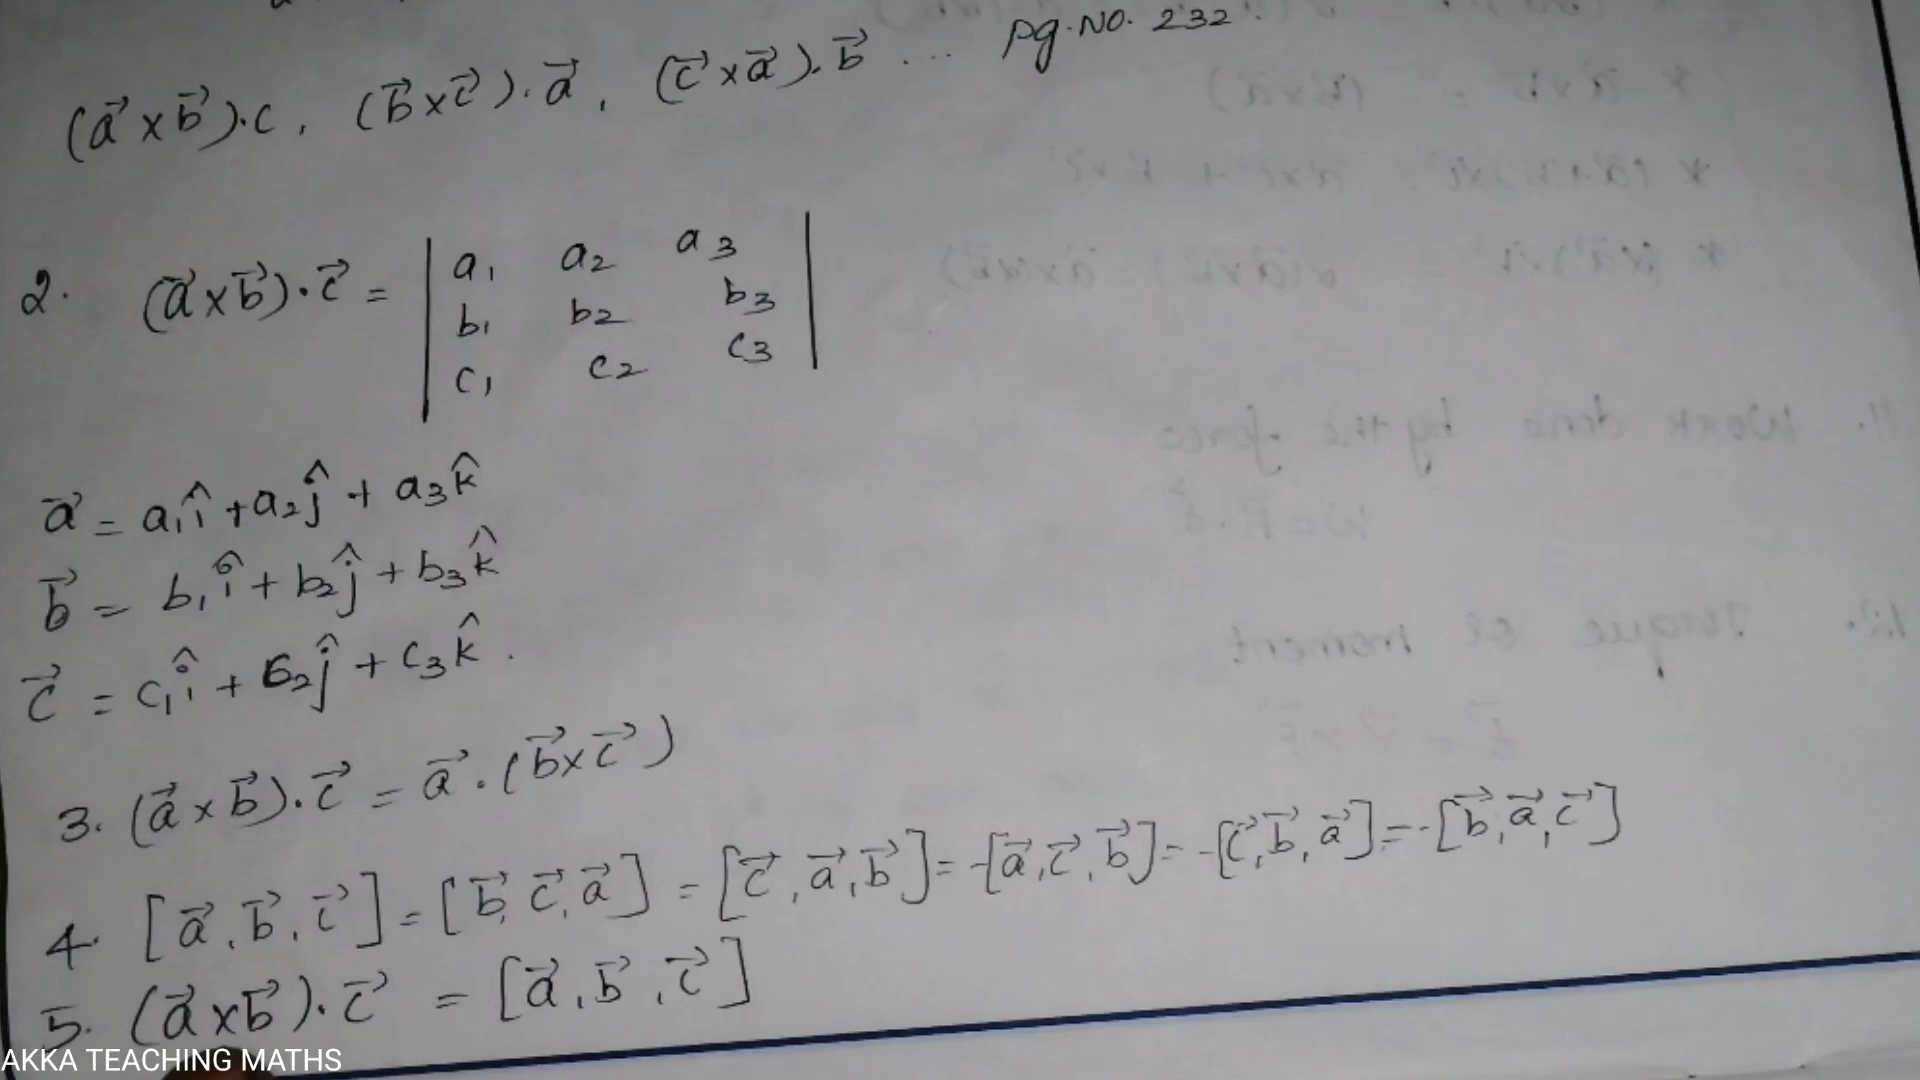 (a⃗ × b⃗).c, (b⃗ × c⃗).a⃗, (c⃗ × a⃗).b⃗ ... pg.NO. 232.
2. (a⃗ × b⃗).c⃗ = | a₁ a₂ a₃ |
| b₁ b₂ b₃ |
| c₁ c₂ c₃ |
a⃗ = a₁î + a₂ĵ + a₃k̂
b⃗ = b₁î + b₂ĵ + b₃k̂
c⃗ = c₁î + c₂ĵ + c₃k̂.
3. (a⃗ × b⃗).c⃗ = a⃗.(b⃗ × c⃗)
4. [a⃗, b⃗, c⃗] = [b⃗, c⃗, a⃗] = [c⃗, a⃗, b⃗] = -[a⃗, c⃗, b⃗] = -[c⃗, b⃗, a⃗] = -[b⃗, a⃗, c⃗]
5. (a⃗ × b⃗).c⃗ = [a⃗, b⃗, c⃗]
AKKA TEACHING MATHS